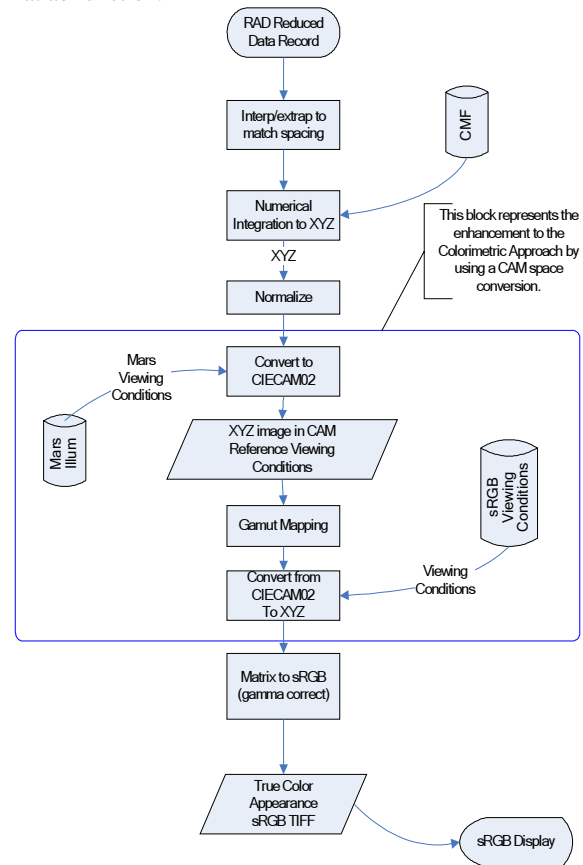 RAD Reduced
Data Record
Interp/extrap to
match spacing
CMF
Numerical
Integration to XYZ
This block represents the
enhancement to the
Colorimetric Approach by
using a CAM space
conversion.
XYZ
Normalize
Mars
Viewing
Conditions
Convert to
CIECAM02
Mars
Illum
XYZ image in CAM
Reference Viewing
Conditions
sRGB
Viewing
Conditions
Gamut Mapping
Convert from
CIECAM02
To XYZ
Viewing
Conditions
Matrix to sRGB
(gamma correct)
True Color
Appearance
sRGB TIFF
sRGB Display